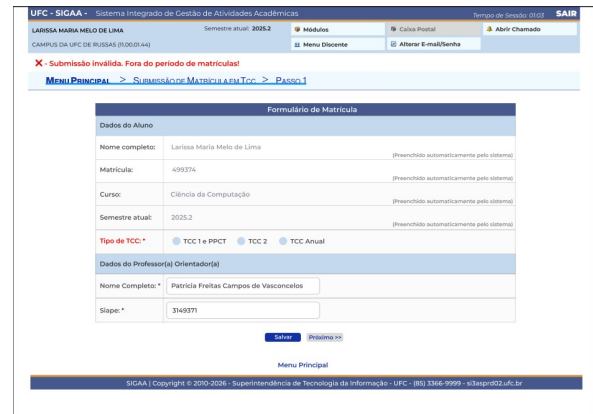 UFC - SIGAA - Sistema Integrado de Gestão de Atividades Acadêmicas
Tempo de Sessão: 01:03 SAIR
LARISSA MARIA MELO DE LIMA
Semestre atual: 2025.2
Módulos
Caixa Postal
Abrir Chamado
CAMPUS DA UFC DE RUSSAS (11.00.01.44)
Menu Discente
Alterar E-mail/Senha
X - Submissão inválida. Fora do período de matrículas!
MENU PRINCIPAL > SUBMISSÃO DE MATRÍCULA EM TCC > PASSO 1
Formulário de Matrícula
Dados do Aluno
Nome completo: Larissa Maria Melo de Lima
(Preenchido automaticamente pelo sistema)
Matrícula: 499374
(Preenchido automaticamente pelo sistema)
Curso: Ciência da Computação
(Preenchido automaticamente pelo sistema)
Semestre atual: 2025.2
(Preenchido automaticamente pelo sistema)
Tipo de TCC: * TCC 1 e PPCT TCC 2 TCC Anual
Dados do Professor(a) Orientador(a)
Nome Completo: * Patrícia Freitas Campos de Vasconcelos
Siape: * 3149371
Salvar Próximo >>
Menu Principal
SIGAA | Copyright © 2010-2026 - Superintendência de Tecnologia da Informação - UFC - (85) 3366-9999 - si3asprd02.ufc.br